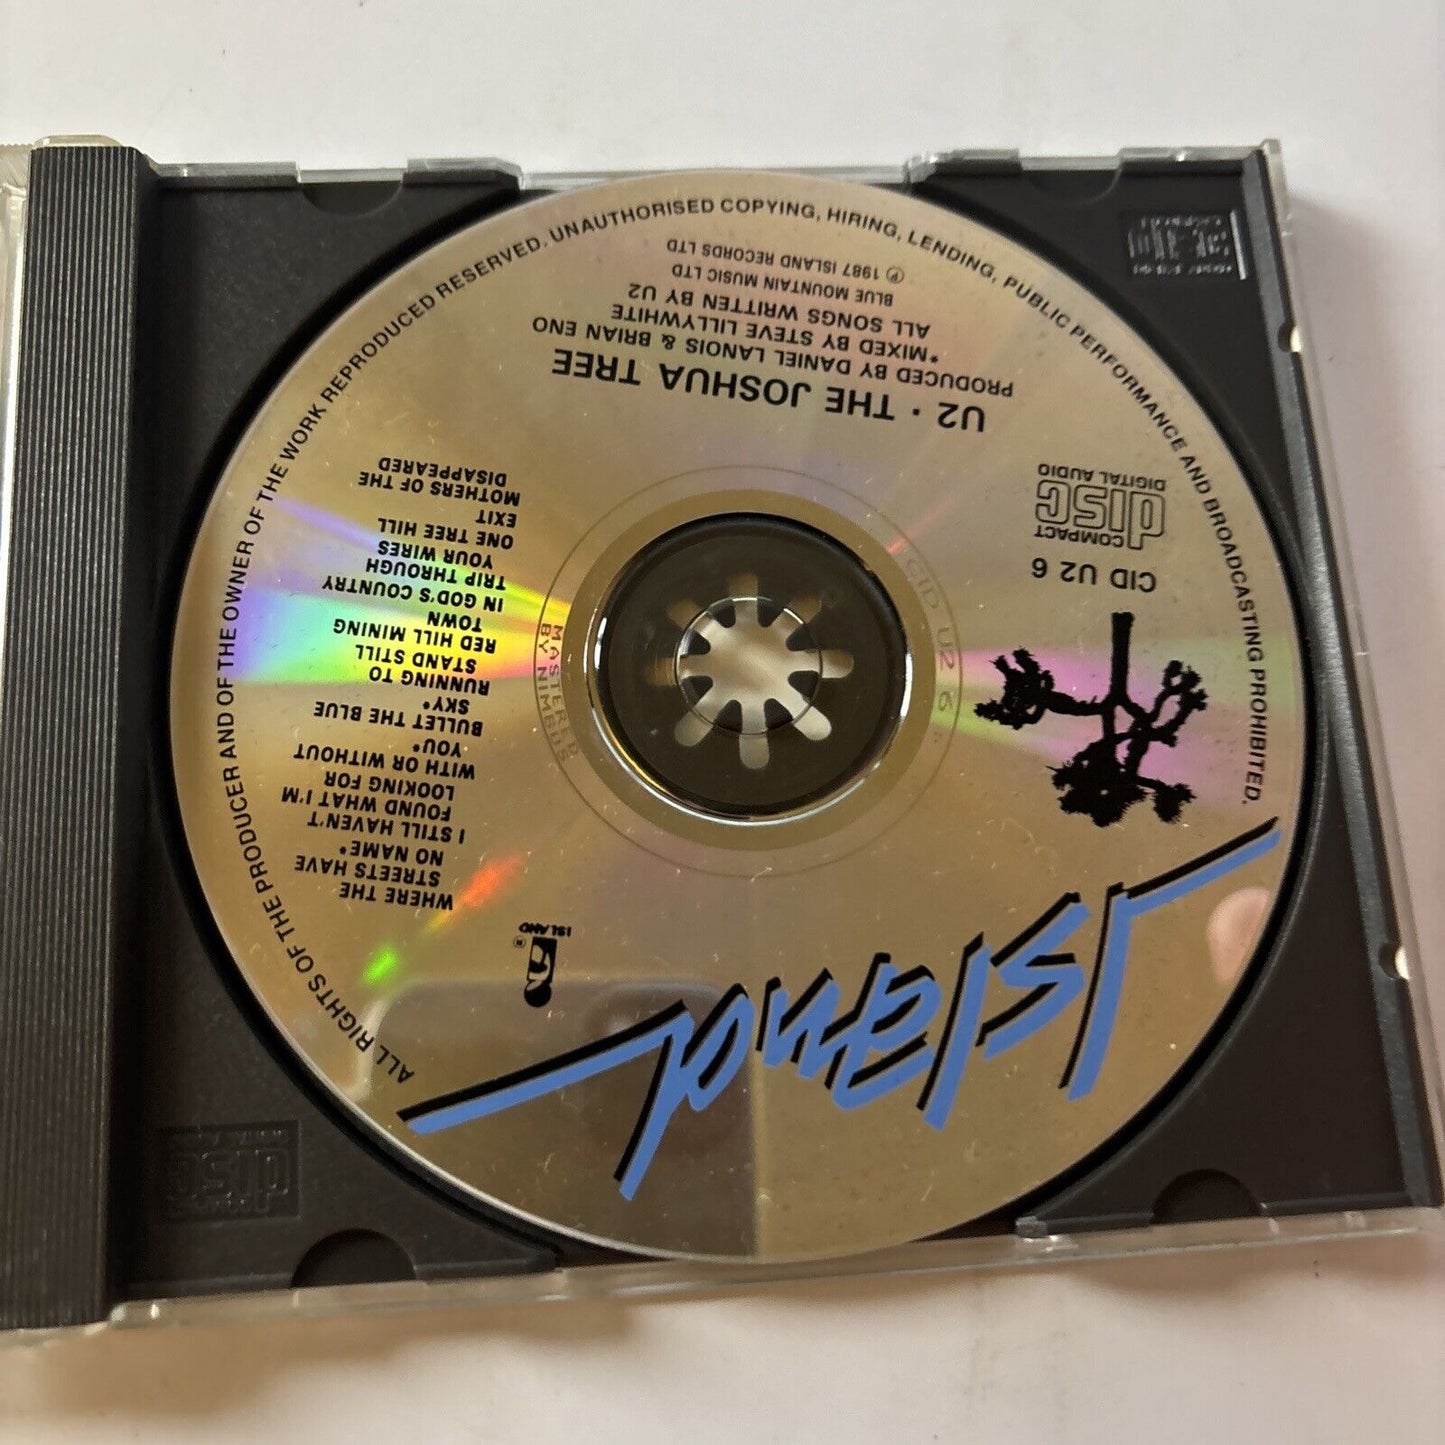 ISLAND
CID U2 6
COMPACT
disc
DIGITAL AUDIO
ISLAND
®
WHERE THE
STREETS HAVE
NO NAME*
I STILL HAVEN'T
FOUND WHAT I'M
LOOKING FOR
WITH OR WITHOUT
YOU*
BULLET THE BLUE
SKY*
RUNNING TO
STAND STILL
RED HILL MINING
TOWN
IN GOD'S COUNTRY
TRIP THROUGH
YOUR WIRES
ONE TREE HILL
EXIT
MOTHERS OF THE
DISAPPEARED
U2 · THE JOSHUA TREE
PRODUCED BY DANIEL LANOIS & BRIAN ENO
*MIXED BY STEVE LILLYWHITE
ALL SONGS WRITTEN BY U2
BLUE MOUNTAIN MUSIC LTD
℗ 1987 ISLAND RECORDS LTD
ALL RIGHTS OF THE PRODUCER AND OF THE OWNER OF THE WORK REPRODUCED RESERVED. UNAUTHORISED COPYING, HIRING, LENDING, PUBLIC PERFORMANCE AND BROADCASTING PROHIBITED.
CID U2 6
MASTERED
BY NIMBUS
disc